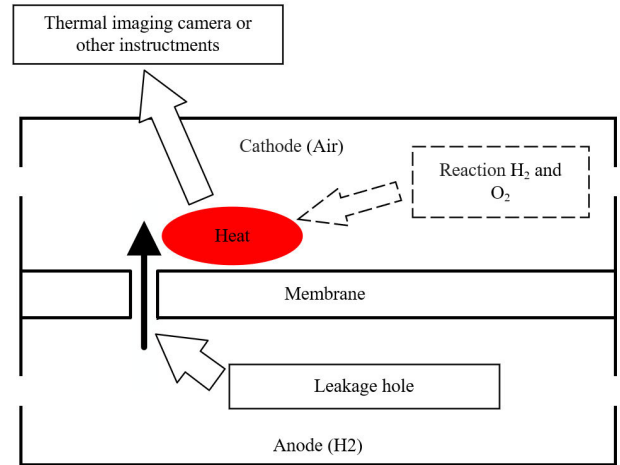 Thermal imaging camera or
other instructments
Cathode (Air)
Reaction H₂ and
O₂
Heat
Membrane
Leakage hole
Anode (H2)